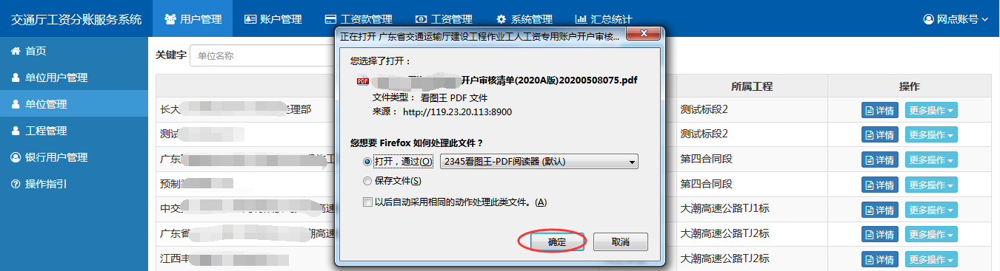 交通厅工资分账服务系统 用户管理 账户管理 工资款管理 工资管理 系统管理 汇总统计 网点账号
首页
单位用户管理
单位管理
工程管理
银行用户管理
操作指引
关键字 单位名称
所属工程 操作
长大 经理部 测试标段2 详情 更多操作
测试 测试标段2 详情 更多操作
广东 第四合同段 详情 更多操作
预制 第四合同段 详情 更多操作
中交 高速 大潮高速公路TJ1标 详情 更多操作
广东省 潮高速 大潮高速公路TJ2标 详情 更多操作
江西丰 大潮高速公路TJ2标 详情 更多操作
正在打开 广东省交通运输厅建设工程作业工人工资专用账户开户审核...
您选择了打开：
PDF 开户审核清单(2020A版)20200508075.pdf
文件类型： 看图王 PDF 文件
来源： http://119.23.20.113:8900
您想要 Firefox 如何处理此文件？
打开，通过(O) 2345看图王-PDF阅读器 (默认)
保存文件(S)
以后自动采用相同的动作处理此类文件。(A)
确定 取消